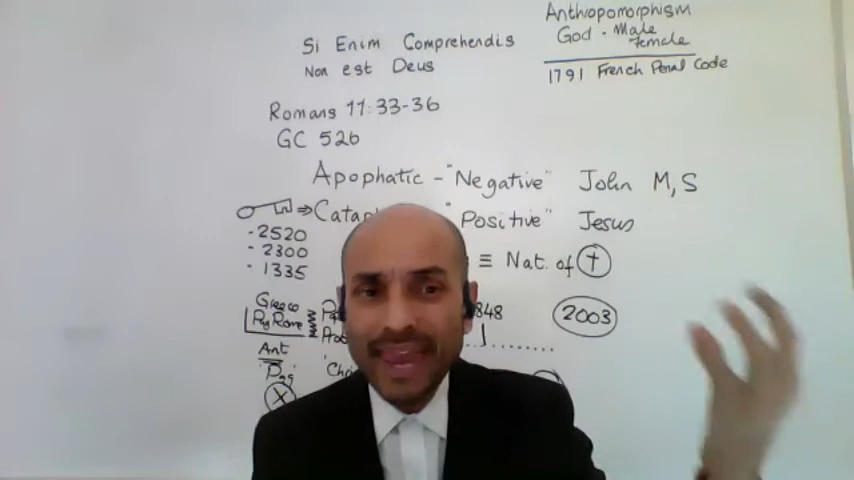 Si Enim Comprehendis
Non est Deus
Anthropomorphism
God · Male
Female
1791 French Penal Code
Romans 11:33-36
GC 526
Apophatic - "Negative" John M, S
"Positive" Jesus
- 2520
- 2300
- 1335
≡ Nat. of †
Greco
848
2003
Ant